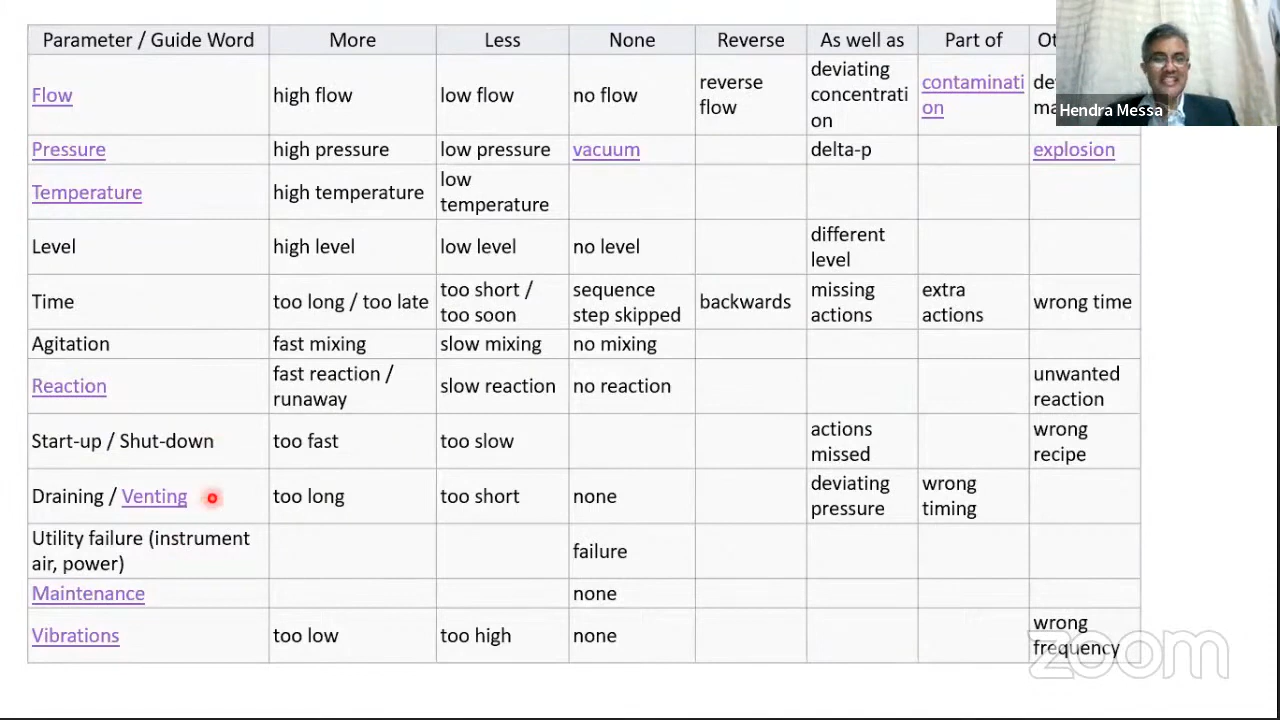 Parameter / Guide Word More Less None Reverse As well as Part of
Flow high flow low flow no flow reverse flow deviating concentrati on contaminati on
Hendra Messa
Pressure high pressure low pressure vacuum delta-p explosion
Temperature high temperature low temperature
Level high level low level no level different level
Time too long / too late too short / too soon sequence step skipped backwards missing actions extra actions wrong time
Agitation fast mixing slow mixing no mixing
Reaction fast reaction / runaway slow reaction no reaction unwanted reaction
Start-up / Shut-down too fast too slow actions missed wrong recipe
Draining / Venting too long too short none deviating pressure wrong timing
Utility failure (instrument air, power) failure
Maintenance none
Vibrations too low too high none wrong frequency
zoom